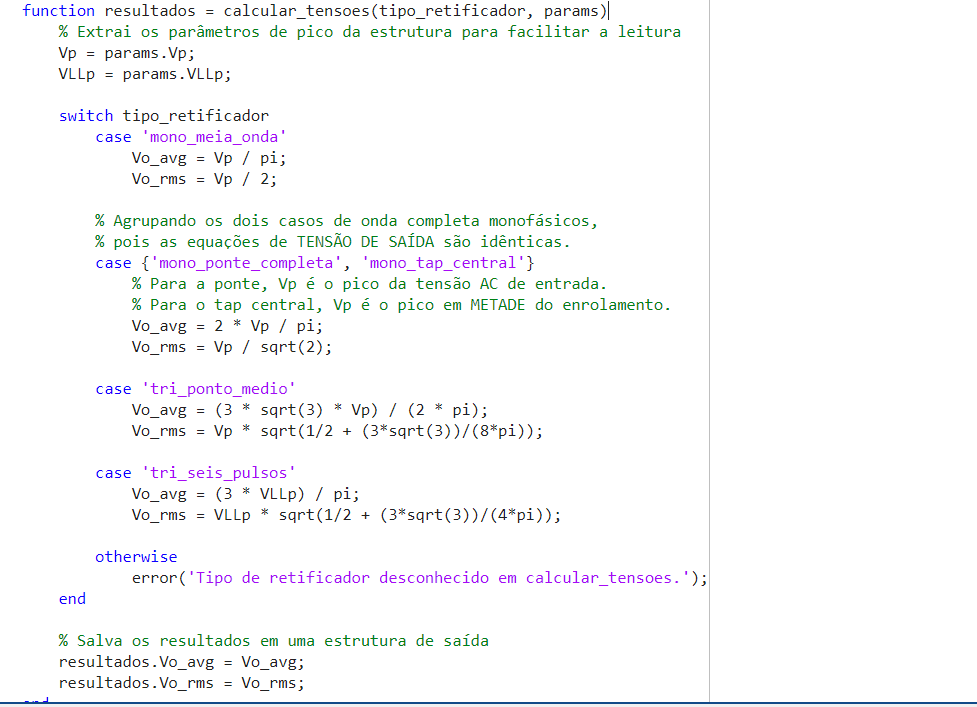 function resultados = calcular_tensoes(tipo_retificador, params)
% Extrai os parâmetros de pico da estrutura para facilitar a leitura
Vp = params.Vp;
VLLp = params.VLLp;
switch tipo_retificador
case 'mono_meia_onda'
Vo_avg = Vp / pi;
Vo_rms = Vp / 2;
% Agrupando os dois casos de onda completa monofásicos,
% pois as equações de TENSÃO DE SAÍDA são idênticas.
case {'mono_ponte_completa', 'mono_tap_central'}
% Para a ponte, Vp é o pico da tensão AC de entrada.
% Para o tap central, Vp é o pico em METADE do enrolamento.
Vo_avg = 2 * Vp / pi;
Vo_rms = Vp / sqrt(2);
case 'tri_ponto_medio'
Vo_avg = (3 * sqrt(3) * Vp) / (2 * pi);
Vo_rms = Vp * sqrt(1/2 + (3*sqrt(3))/(8*pi));
case 'tri_seis_pulsos'
Vo_avg = (3 * VLLp) / pi;
Vo_rms = VLLp * sqrt(1/2 + (3*sqrt(3))/(4*pi));
otherwise
error('Tipo de retificador desconhecido em calcular_tensoes.');
end
% Salva os resultados em uma estrutura de saída
resultados.Vo_avg = Vo_avg;
resultados.Vo_rms = Vo_rms;